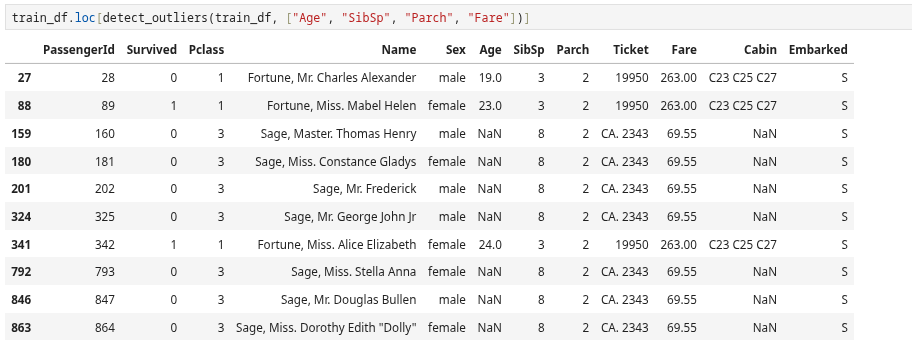 train_df.loc[detect_outliers(train_df, ["Age", "SibSp", "Parch", "Fare"])]
PassengerId Survived Pclass Name Sex Age SibSp Parch Ticket Fare Cabin Embarked
27 28 0 1 Fortune, Mr. Charles Alexander male 19.0 3 2 19950 263.00 C23 C25 C27 S
88 89 1 1 Fortune, Miss. Mabel Helen female 23.0 3 2 19950 263.00 C23 C25 C27 S
159 160 0 3 Sage, Master. Thomas Henry male NaN 8 2 CA. 2343 69.55 NaN S
180 181 0 3 Sage, Miss. Constance Gladys female NaN 8 2 CA. 2343 69.55 NaN S
201 202 0 3 Sage, Mr. Frederick male NaN 8 2 CA. 2343 69.55 NaN S
324 325 0 3 Sage, Mr. George John Jr male NaN 8 2 CA. 2343 69.55 NaN S
341 342 1 1 Fortune, Miss. Alice Elizabeth female 24.0 3 2 19950 263.00 C23 C25 C27 S
792 793 0 3 Sage, Miss. Stella Anna female NaN 8 2 CA. 2343 69.55 NaN S
846 847 0 3 Sage, Mr. Douglas Bullen male NaN 8 2 CA. 2343 69.55 NaN S
863 864 0 3 Sage, Miss. Dorothy Edith "Dolly" female NaN 8 2 CA. 2343 69.55 NaN S